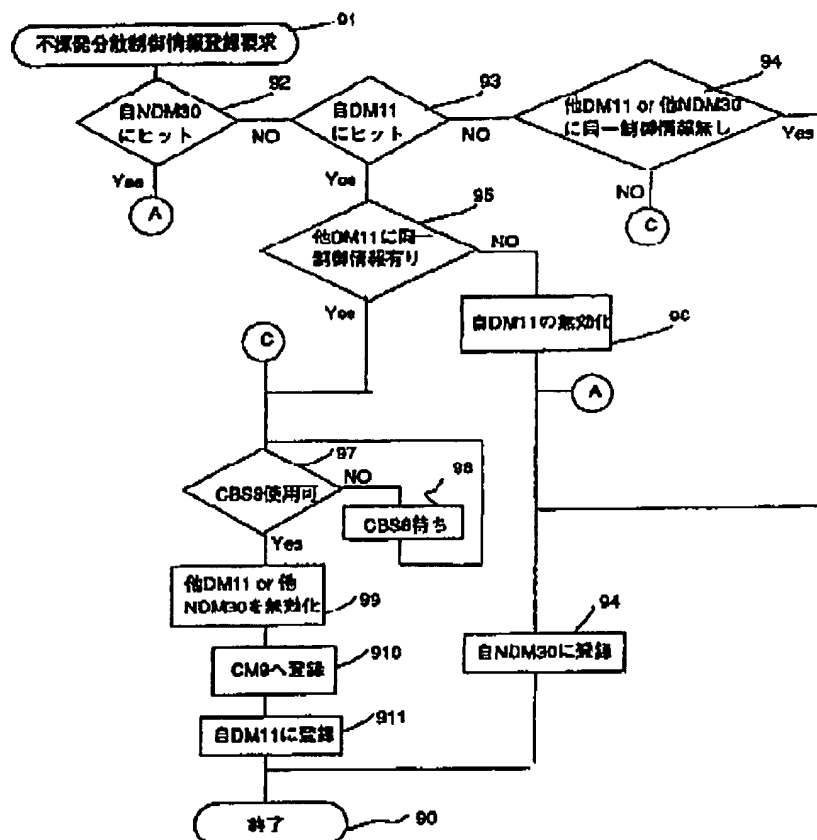 91
不揮発分散制御情報登録要求
92
自NDM30
にヒット
NO
Yes
A
93
自DM11
にヒット
NO
Yes
94
他DM11 or 他NDM30
に同一制御情報無し
Yes
NO
C
95
他DM11に同一
制御情報有り
NO
Yes
自DM11の無効化
96
C
A
97
CBS8使用可
NO
98
CBS8待ち
Yes
他DM11 or 他
NDM30を無効化
99
94
自NDM30に登録
910
CM9へ登録
911
自DM11に登録
終了
90